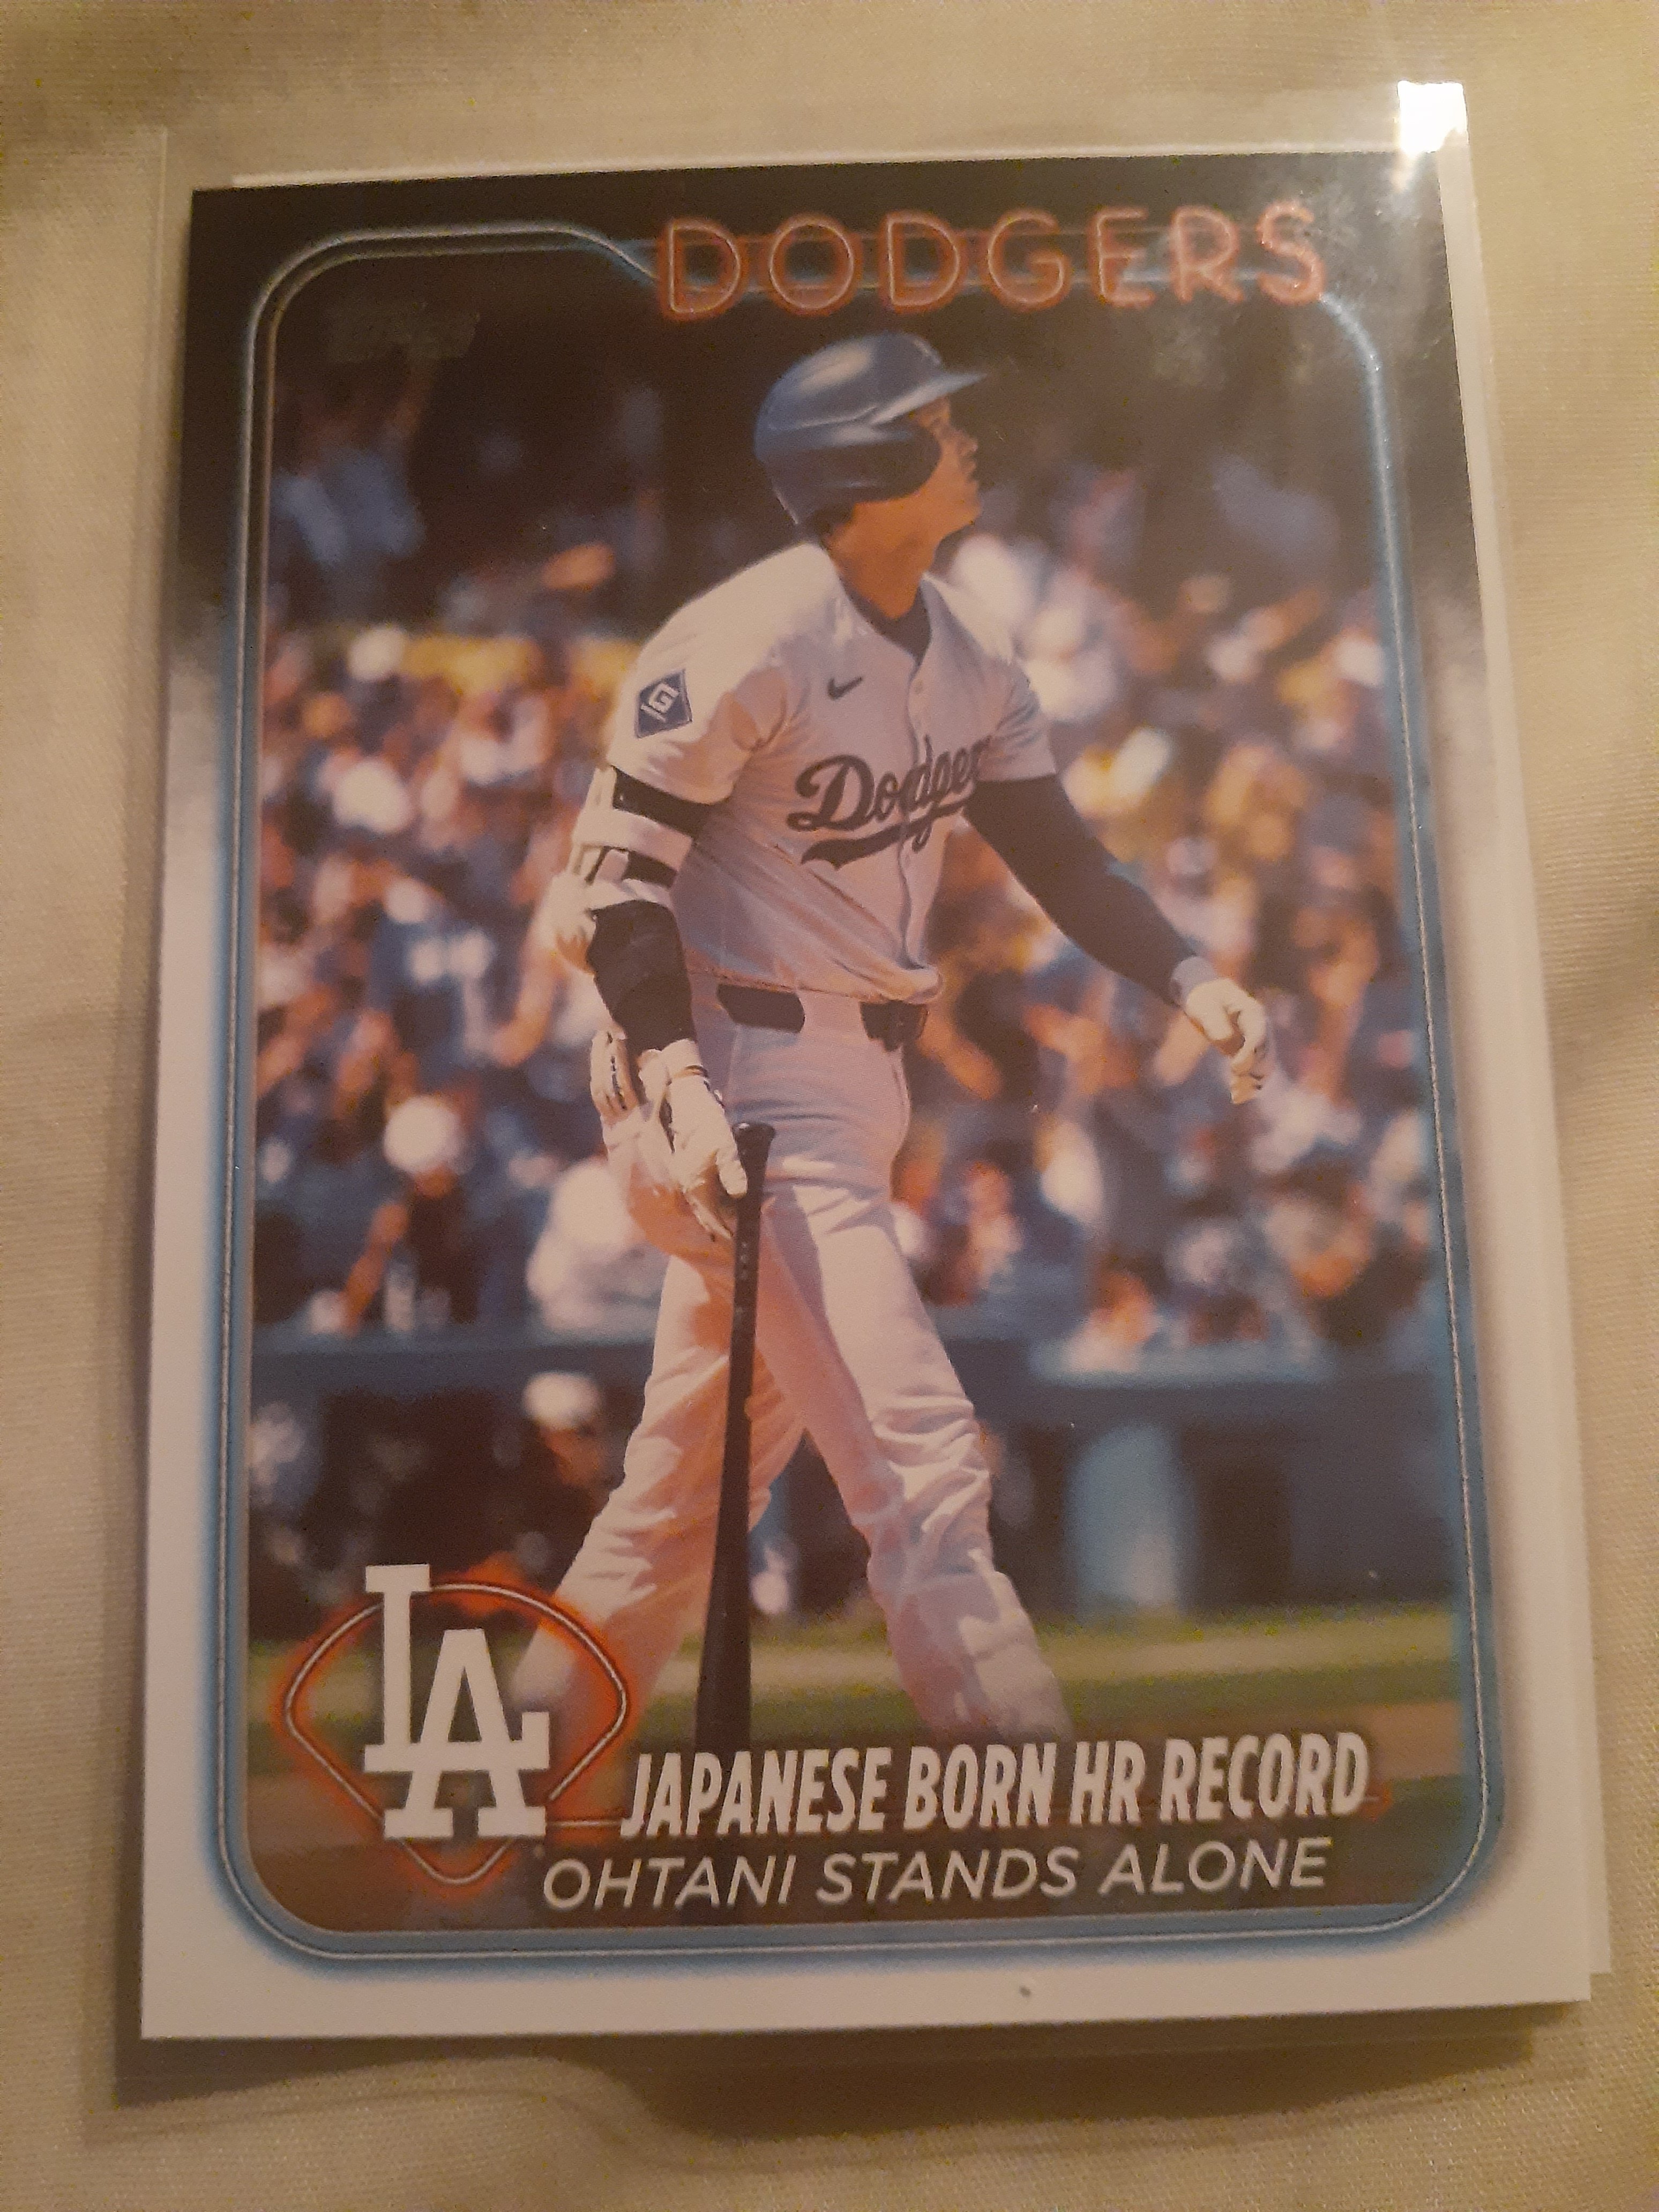 DODGERS
Dodgers
LA
JAPANESE BORN HR RECORD
OHTANI STANDS ALONE